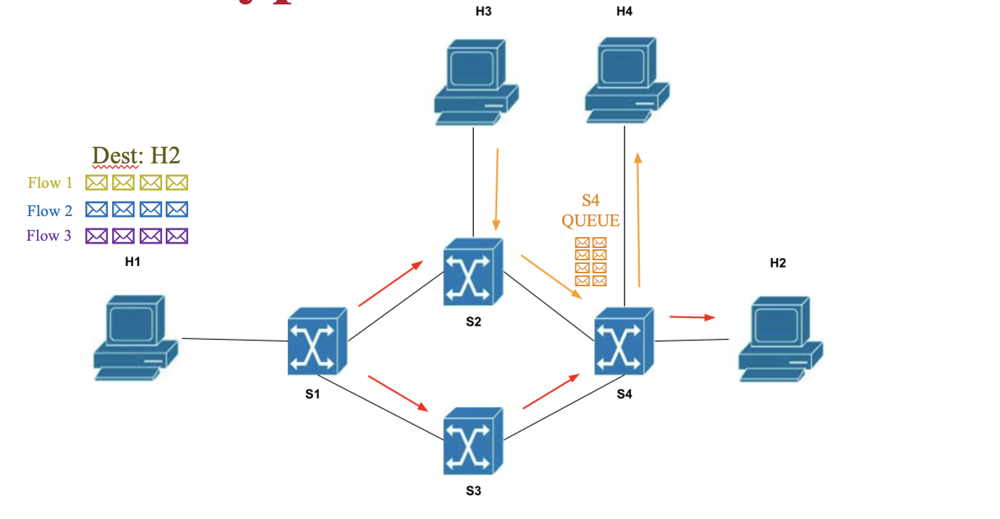 H3
H4
Dest: H2
Flow 1
Flow 2
Flow 3
S4
QUEUE
H1
H2
S2
S1
S4
S3